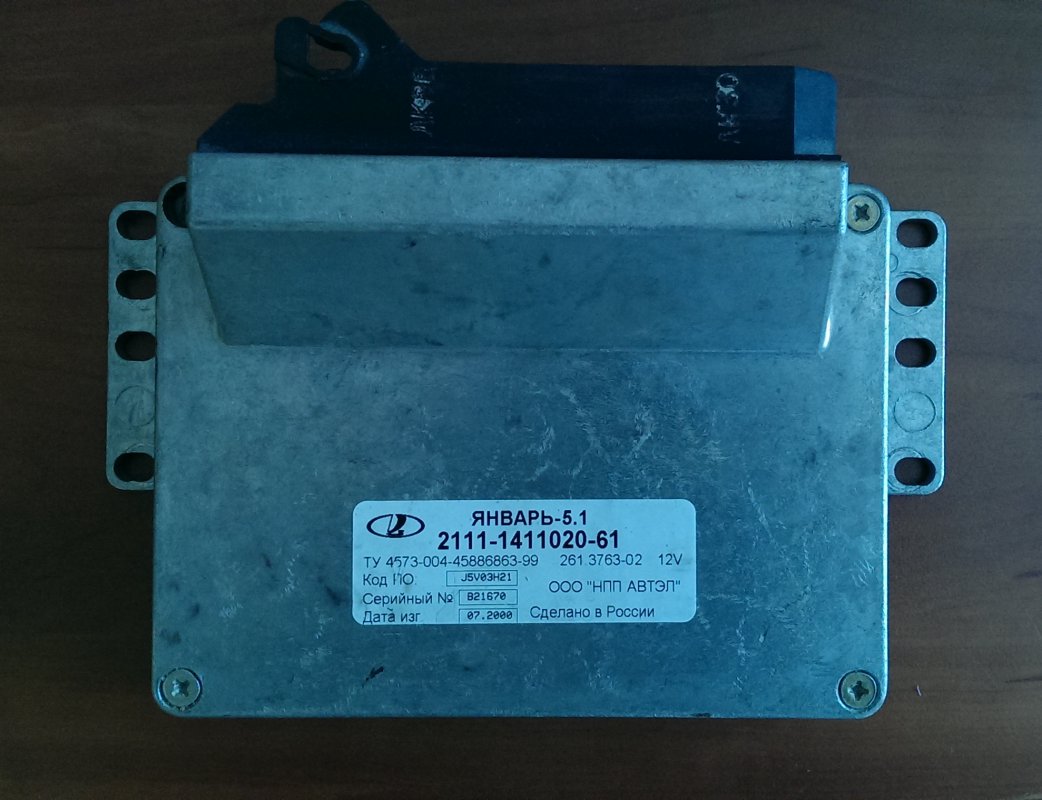 ЯНВАРЬ-5.1
2111-1411020-61
ТУ 4573-004-45886863-99 261.3763-02 12V
Код ПО J5V03H21 ООО "НПП АВТЭЛ"
Серийный № B21670
Дата изг. 07.2000 Сделано в России